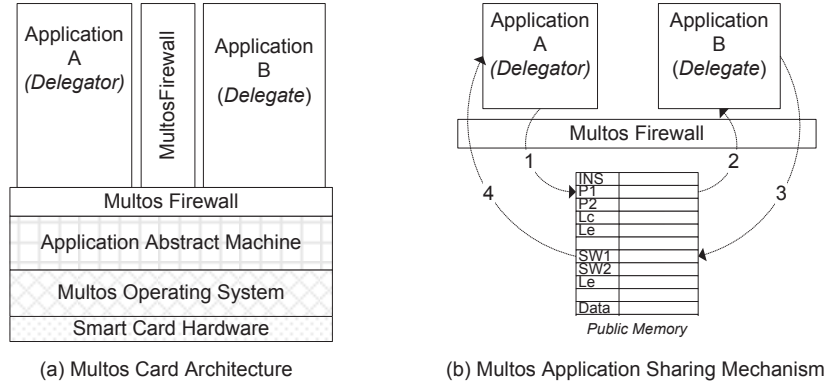 Application
A
(Delegator)
MultosFirewall
Application
B
(Delegate)
Multos Firewall
Application Abstract Machine
Multos Operating System
Smart Card Hardware
(a) Multos Card Architecture
Application
A
(Delegator)
Application
B
(Delegate)
Multos Firewall
1
2
4
3
INS
P1
P2
Lc
Le
SW1
SW2
Le
Data
Public Memory
(b) Multos Application Sharing Mechanism